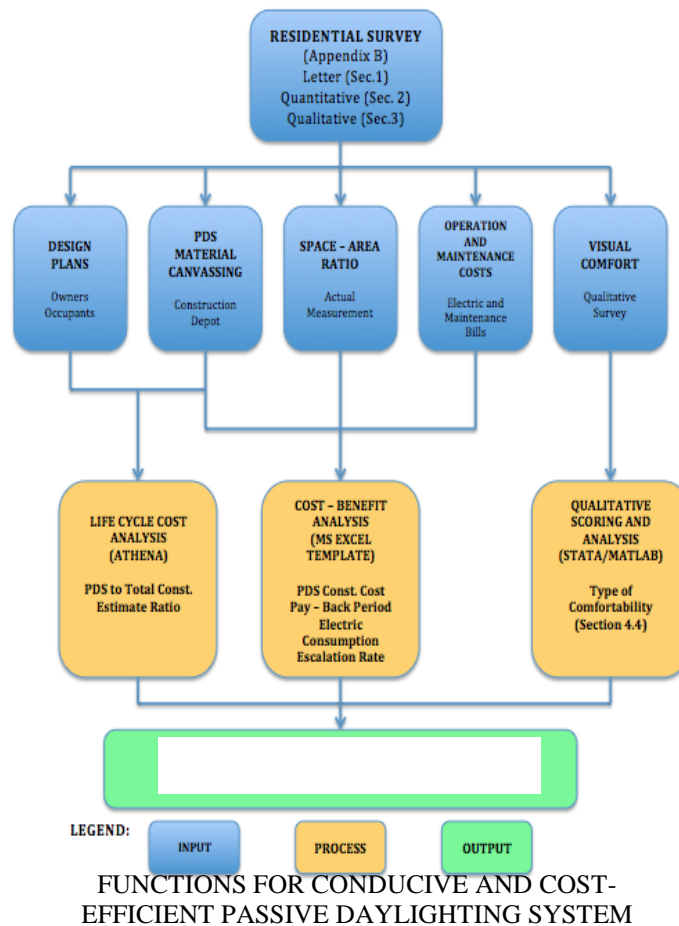 RESIDENTIAL SURVEY
(Appendix B)
Letter (Sec.1)
Quantitative (Sec. 2)
Qualitative (Sec.3)
DESIGN
PLANS
Owners
Occupants
PDS
MATERIAL
CANVASSING
Construction
Depot
SPACE – AREA
RATIO
Actual
Measurement
OPERATION
AND
MAINTENANCE
COSTS
Electric and
Maintenance
Bills
VISUAL
COMFORT
Qualitative
Survey
LIFE CYCLE COST
ANALYSIS
(ATHENA)
PDS to Total Const.
Estimate Ratio
COST – BENEFIT
ANALYSIS
(MS EXCEL
TEMPLATE)
PDS Const. Cost
Pay – Back Period
Electric
Consumption
Escalation Rate
QUALITATIVE
SCORING AND
ANALYSIS
(STATA/MATLAB)
Type of
Comfortability
(Section 4.4)
LEGEND:
INPUT
PROCESS
OUTPUT
FUNCTIONS FOR CONDUCIVE AND COST-
EFFICIENT PASSIVE DAYLIGHTING SYSTEM